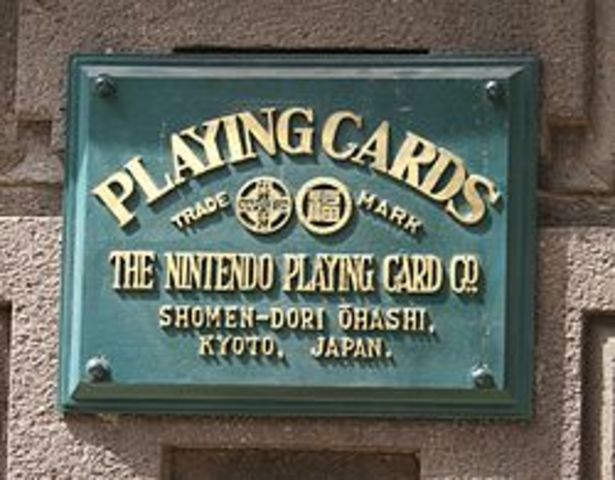 PLAYING CARDS
TRADE MARK
THE NINTENDO PLAYING CARD CO.
SHOMEN-DORI ŌHASHI,
KYOTO, JAPAN.